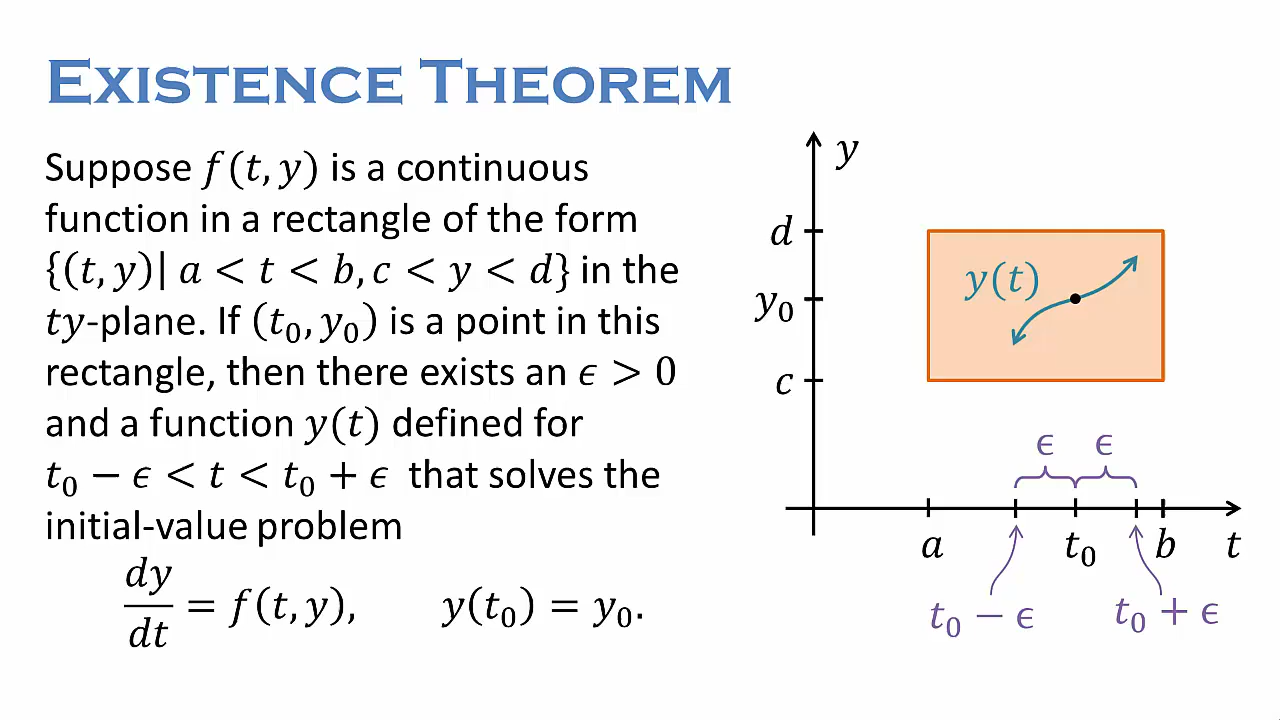 EXISTENCE THEOREM
Suppose f(t, y) is a continuous
function in a rectangle of the form
{(t, y)| a < t < b, c < y < d} in the
ty-plane. If (t₀, y₀) is a point in this
rectangle, then there exists an ϵ > 0
and a function y(t) defined for
t₀ − ϵ < t < t₀ + ϵ that solves the
initial-value problem
dy/dt = f(t, y), y(t₀) = y₀.
y
d
y(t)
y₀
c
ϵ ϵ
a t₀ b t
t₀ − ϵ t₀ + ϵ